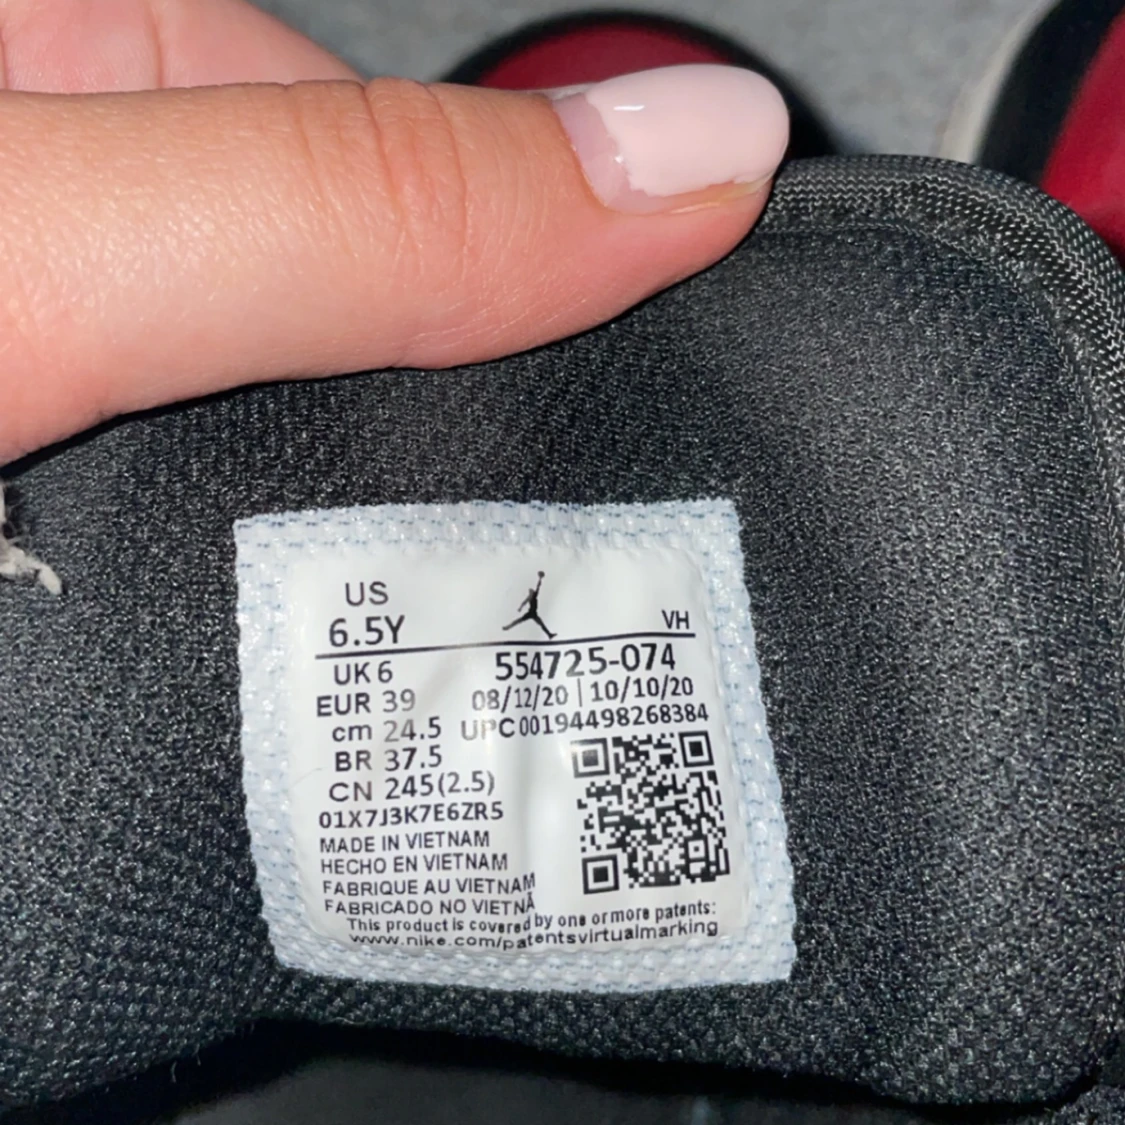 US
6.5Y
VH
UK 6
554725-074
EUR 39
08/12/20 | 10/10/20
cm 24.5
UPC00194498268384
BR 37.5
CN 245(2.5)
01X7J3K7E6ZR5
MADE IN VIETNAM
HECHO EN VIETNAM
FABRIQUE AU VIETNAM
FABRICADO NO VIETNÃ
This product is covered by one or more patents:
www.nike.com/patentsvirtualmarking